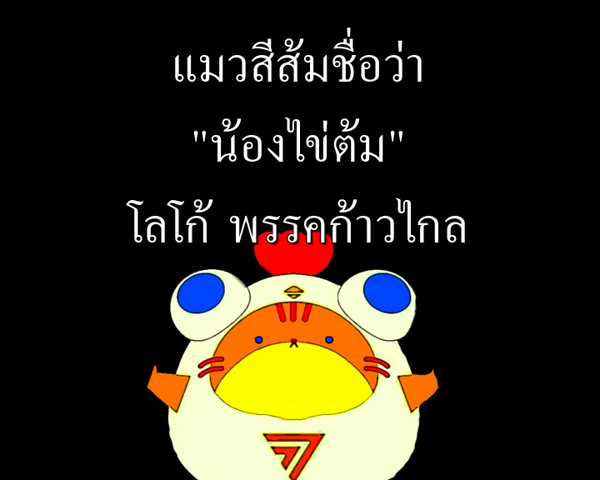 แมวสีส้มชื่อว่า
"น้องไข่ต้ม"
โลโก้ พรรคก้าวไกล